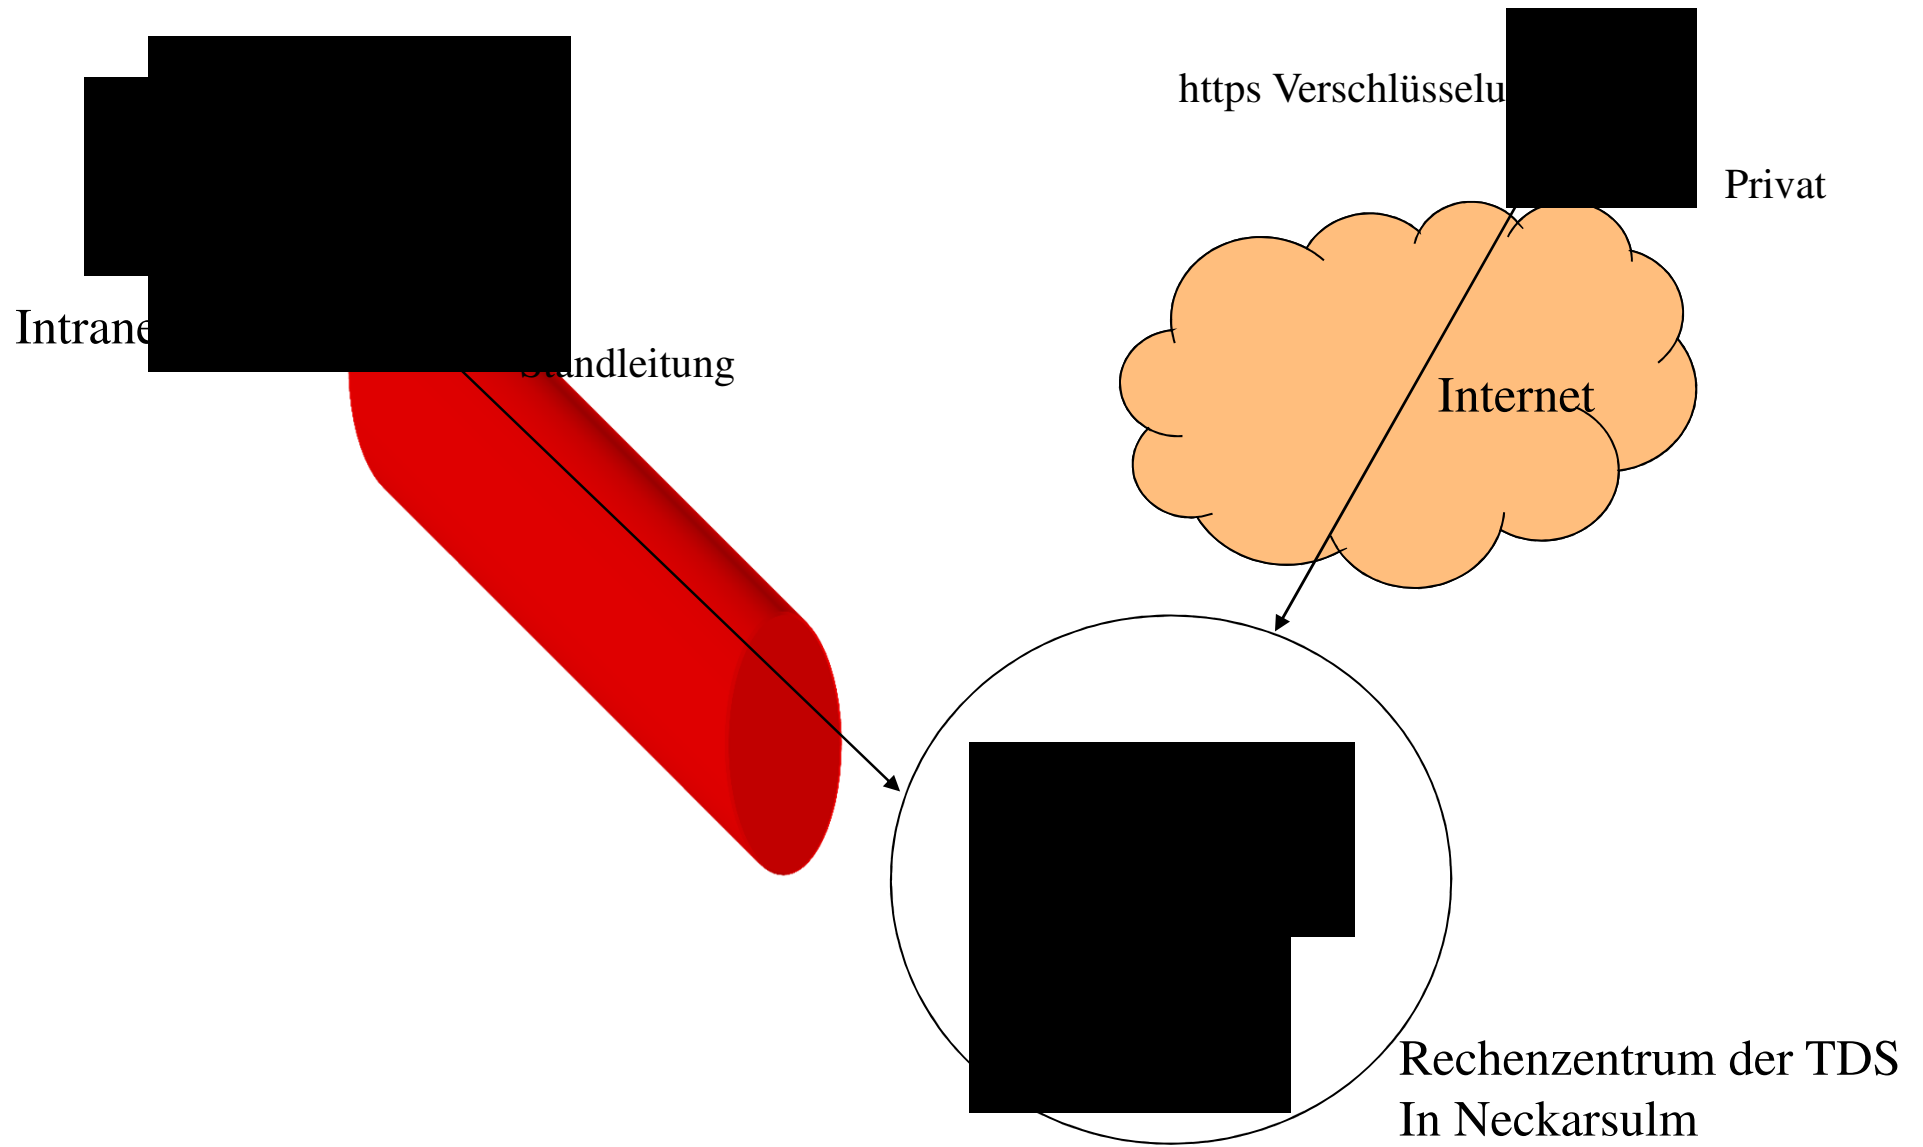 https Verschlüsselu
Privat
Intrane
Standleitung
Internet
Rechenzentrum der TDS
In Neckarsulm